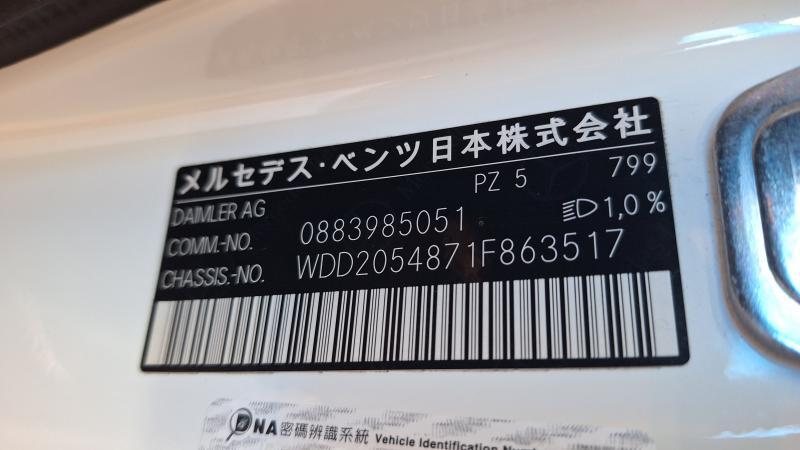 メルセデス・ベンツ日本株式会社
PZ 5 799
DAIMLER AG
COMM.-NO. 0883985051 1,0 %
CHASSIS.-NO. WDD2054871F863517
DNA 密碼辨識系統 Vehicle Identification